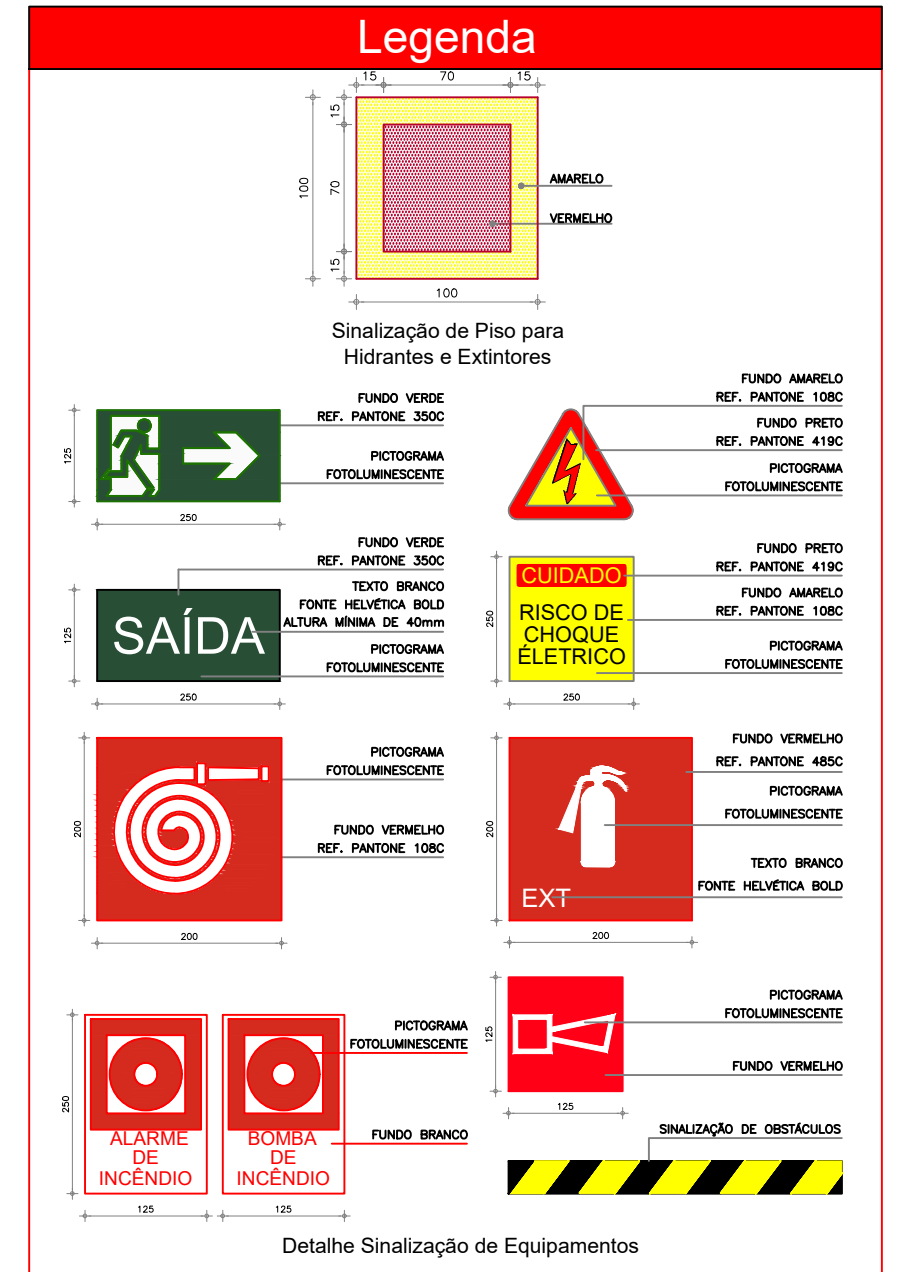 Legenda
15
70
15
15
70
15
100
AMARELO
VERMELHO
100
Sinalização de Piso para
Hidrantes e Extintores
FUNDO VERDE
REF. PANTONE 350C
PICTOGRAMA
FOTOLUMINESCENTE
125
250
FUNDO AMARELO
REF. PANTONE 108C
FUNDO PRETO
REF. PANTONE 419C
PICTOGRAMA
FOTOLUMINESCENTE
FUNDO VERDE
REF. PANTONE 350C
TEXTO BRANCO
FONTE HELVÉTICA BOLD
ALTURA MÍNIMA DE 40mm
PICTOGRAMA
FOTOLUMINESCENTE
SAÍDA
125
250
FUNDO PRETO
REF. PANTONE 419C
FUNDO AMARELO
REF. PANTONE 108C
PICTOGRAMA
FOTOLUMINESCENTE
CUIDADO
RISCO DE
CHOQUE
ÉLETRICO
250
250
PICTOGRAMA
FOTOLUMINESCENTE
FUNDO VERMELHO
REF. PANTONE 108C
200
200
FUNDO VERMELHO
REF. PANTONE 485C
PICTOGRAMA
FOTOLUMINESCENTE
TEXTO BRANCO
FONTE HELVÉTICA BOLD
EXT
200
200
PICTOGRAMA
FOTOLUMINESCENTE
FUNDO BRANCO
ALARME
DE
INCÊNDIO
BOMBA
DE
INCÊNDIO
250
125
125
PICTOGRAMA
FOTOLUMINESCENTE
FUNDO VERMELHO
125
125
SINALIZAÇÃO DE OBSTÁCULOS
Detalhe Sinalização de Equipamentos